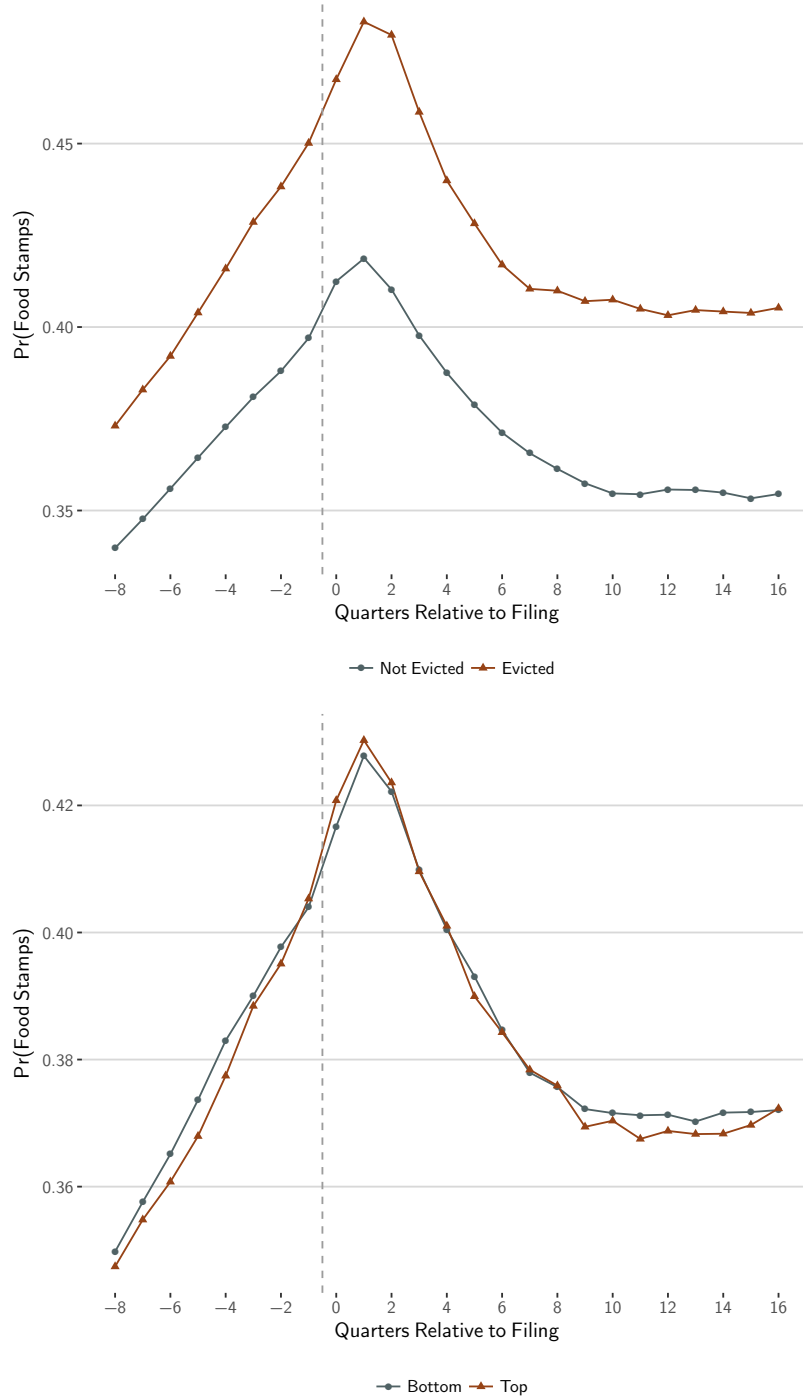 0.45
0.40
0.35
Pr(Food Stamps)
−8 −6 −4 −2 0 2 4 6 8 10 12 14 16
Quarters Relative to Filing
Not Evicted Evicted
0.42
0.40
0.38
0.36
Pr(Food Stamps)
−8 −6 −4 −2 0 2 4 6 8 10 12 14 16
Quarters Relative to Filing
Bottom Top